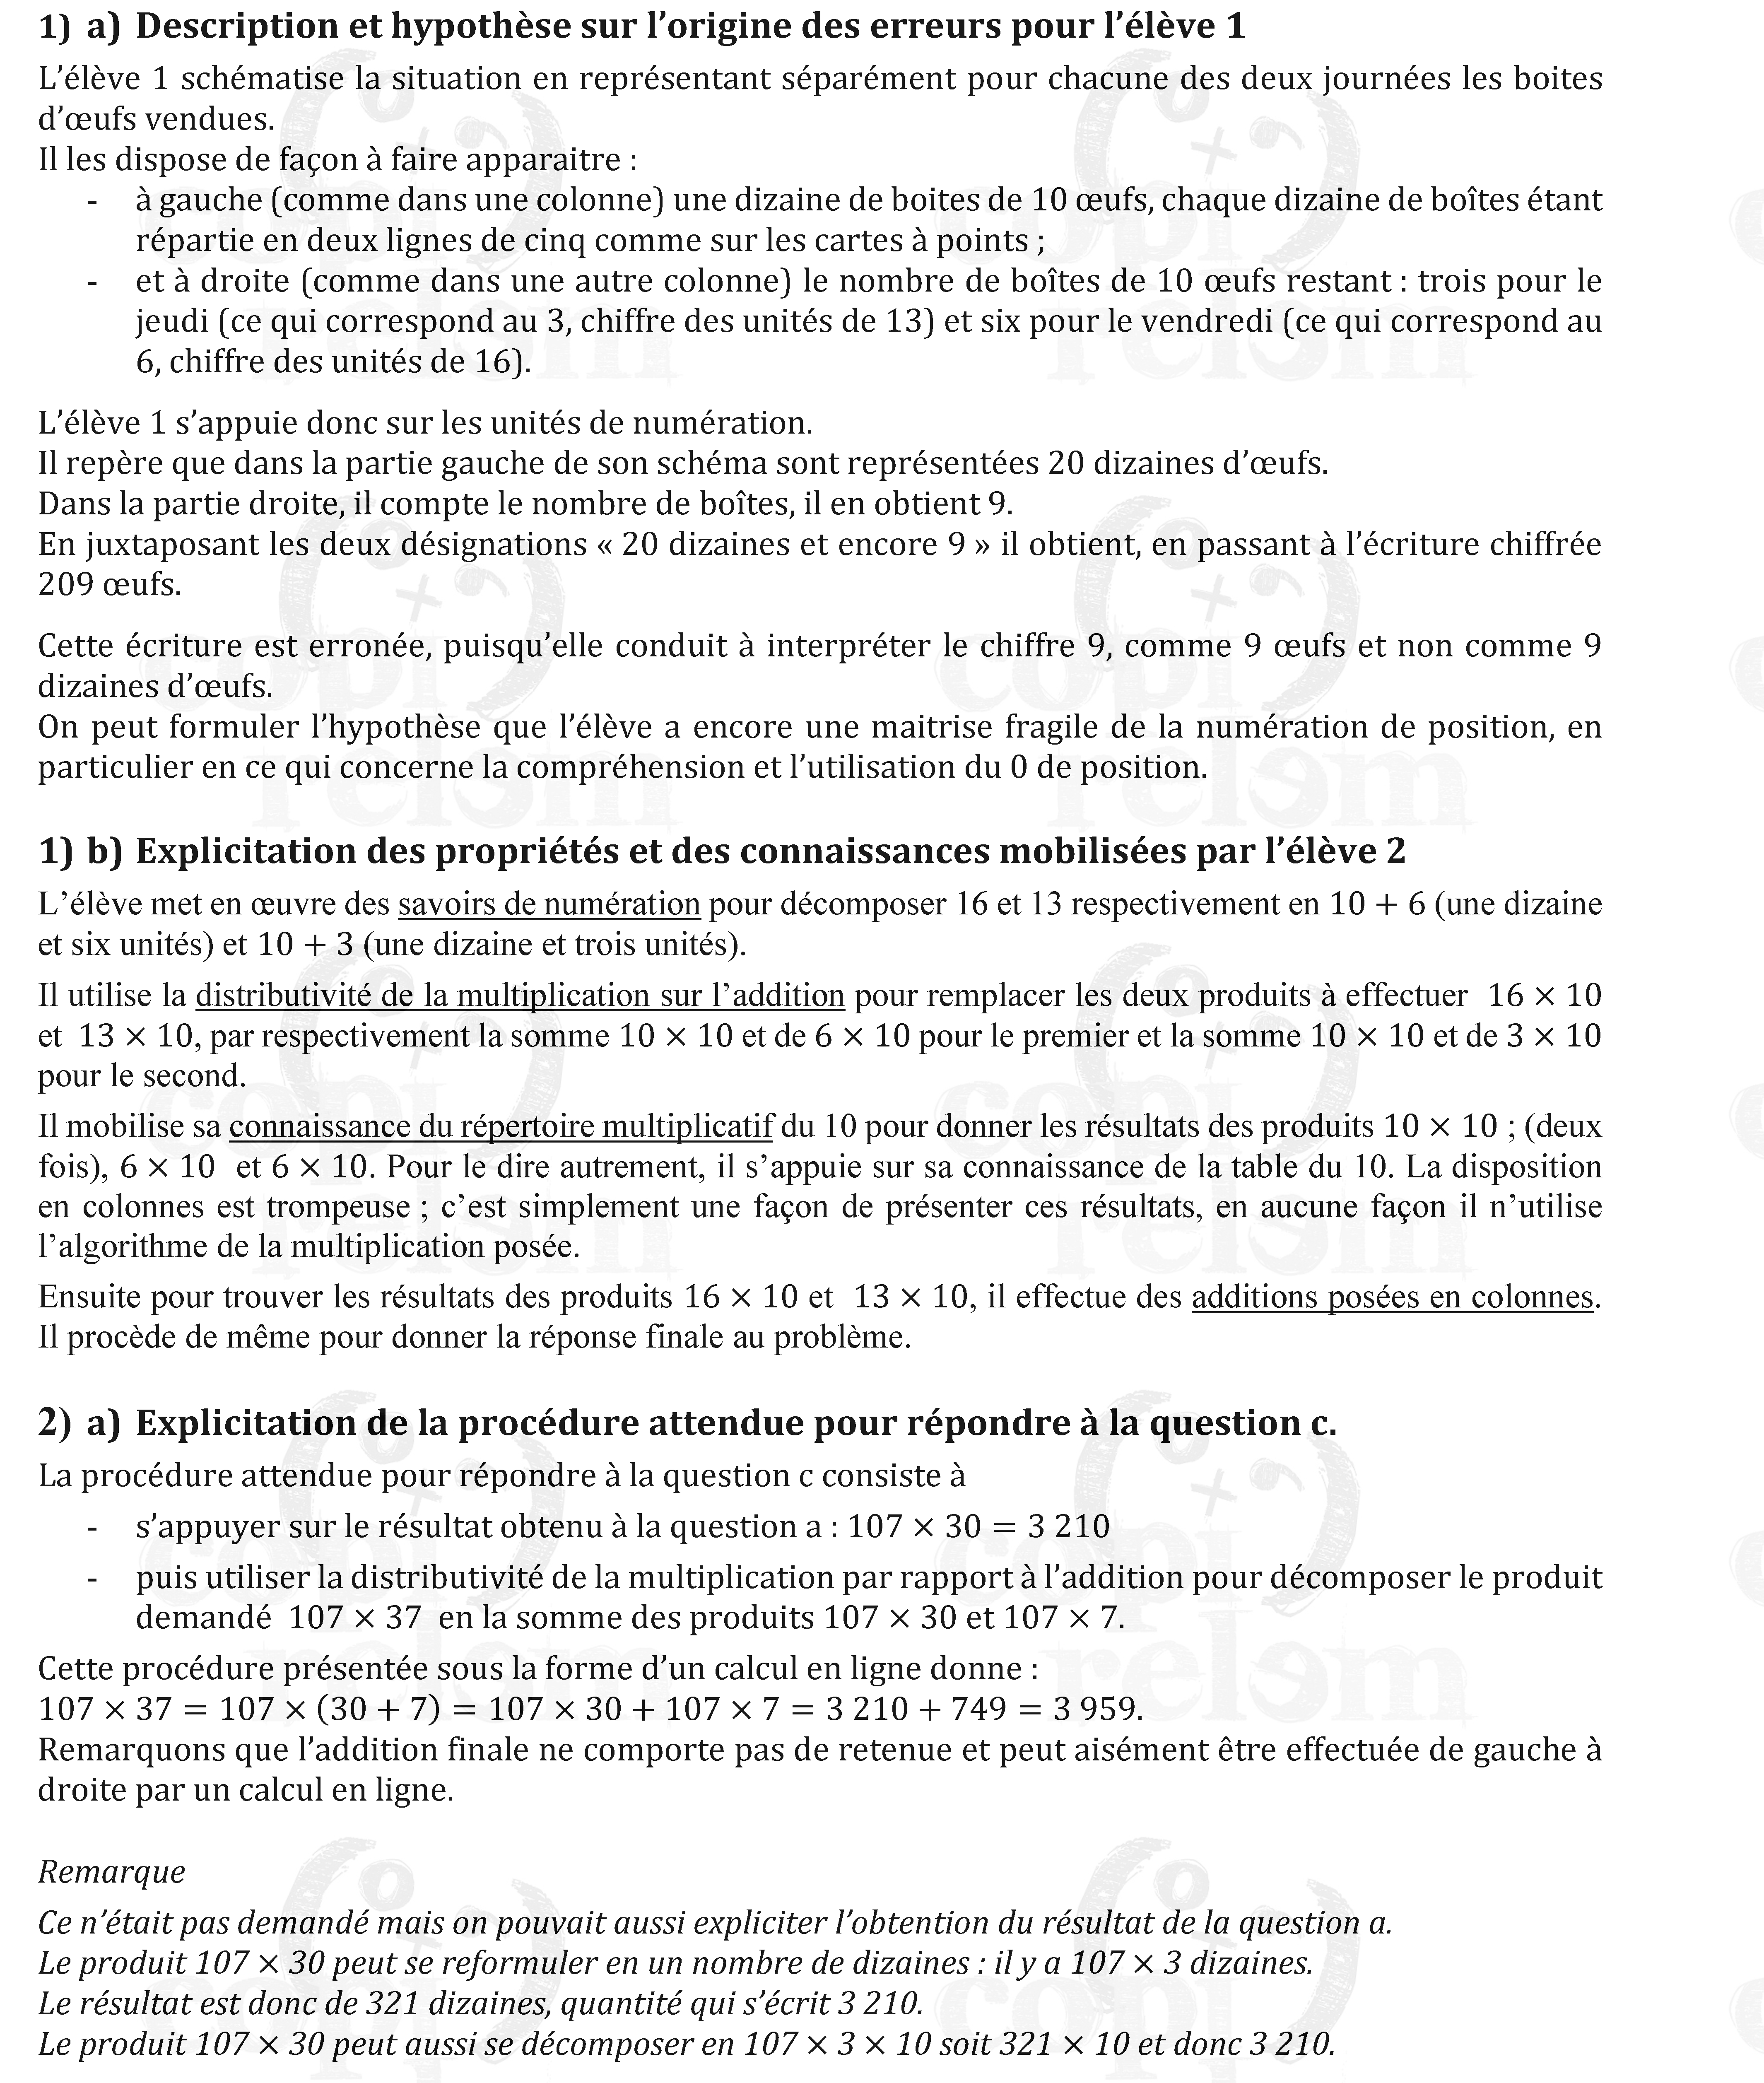 1) a) Description et hypothèse sur l’origine des erreurs pour l’élève 1
L’élève 1 schématise la situation en représentant séparément pour chacune des deux journées les boites
d’œufs vendues.
Il les dispose de façon à faire apparaitre :
- à gauche (comme dans une colonne) une dizaine de boites de 10 œufs, chaque dizaine de boîtes étant
répartie en deux lignes de cinq comme sur les cartes à points ;
- et à droite (comme dans une autre colonne) le nombre de boîtes de 10 œufs restant : trois pour le
jeudi (ce qui correspond au 3, chiffre des unités de 13) et six pour le vendredi (ce qui correspond au
6, chiffre des unités de 16).
L’élève 1 s’appuie donc sur les unités de numération.
Il repère que dans la partie gauche de son schéma sont représentées 20 dizaines d’œufs.
Dans la partie droite, il compte le nombre de boîtes, il en obtient 9.
En juxtaposant les deux désignations « 20 dizaines et encore 9 » il obtient, en passant à l’écriture chiffrée
209 œufs.
Cette écriture est erronée, puisqu’elle conduit à interpréter le chiffre 9, comme 9 œufs et non comme 9
dizaines d’œufs.
On peut formuler l’hypothèse que l’élève a encore une maitrise fragile de la numération de position, en
particulier en ce qui concerne la compréhension et l’utilisation du 0 de position.
1) b) Explicitation des propriétés et des connaissances mobilisées par l’élève 2
L’élève met en œuvre des savoirs de numération pour décomposer 16 et 13 respectivement en 10 + 6 (une dizaine
et six unités) et 10 + 3 (une dizaine et trois unités).
Il utilise la distributivité de la multiplication sur l’addition pour remplacer les deux produits à effectuer 16 × 10
et 13 × 10, par respectivement la somme 10 × 10 et de 6 × 10 pour le premier et la somme 10 × 10 et de 3 × 10
pour le second.
Il mobilise sa connaissance du répertoire multiplicatif du 10 pour donner les résultats des produits 10 × 10 ; (deux
fois), 6 × 10 et 6 × 10. Pour le dire autrement, il s’appuie sur sa connaissance de la table du 10. La disposition
en colonnes est trompeuse ; c’est simplement une façon de présenter ces résultats, en aucune façon il n’utilise
l’algorithme de la multiplication posée.
Ensuite pour trouver les résultats des produits 16 × 10 et 13 × 10, il effectue des additions posées en colonnes.
Il procède de même pour donner la réponse finale au problème.
2) a) Explicitation de la procédure attendue pour répondre à la question c.
La procédure attendue pour répondre à la question c consiste à
- s’appuyer sur le résultat obtenu à la question a : 107 × 30 = 3 210
- puis utiliser la distributivité de la multiplication par rapport à l’addition pour décomposer le produit
demandé 107 × 37 en la somme des produits 107 × 30 et 107 × 7.
Cette procédure présentée sous la forme d’un calcul en ligne donne :
107 × 37 = 107 × (30 + 7) = 107 × 30 + 107 × 7 = 3 210 + 749 = 3 959.
Remarquons que l’addition finale ne comporte pas de retenue et peut aisément être effectuée de gauche à
droite par un calcul en ligne.
Remarque
Ce n’était pas demandé mais on pouvait aussi expliciter l’obtention du résultat de la question a.
Le produit 107 × 30 peut se reformuler en un nombre de dizaines : il y a 107 × 3 dizaines.
Le résultat est donc de 321 dizaines, quantité qui s’écrit 3 210.
Le produit 107 × 30 peut aussi se décomposer en 107 × 3 × 10 soit 321 × 10 et donc 3 210.